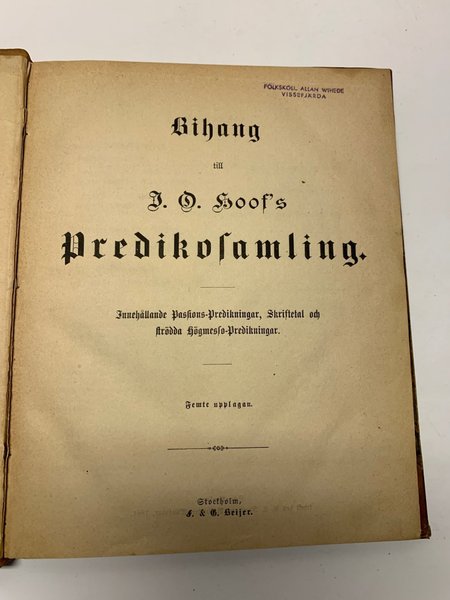 FOLKSKOLL. ALLAN WIHEDE
VISSEFJÄRDA
Bihang
till
J. O. Hoof's
Predikosamling.
Innehållande Passions-Predikningar, Skriftetal och
strödda Högmesso-Predikningar.
Femte upplagan.
Stockholm,
F. & G. Beijer.